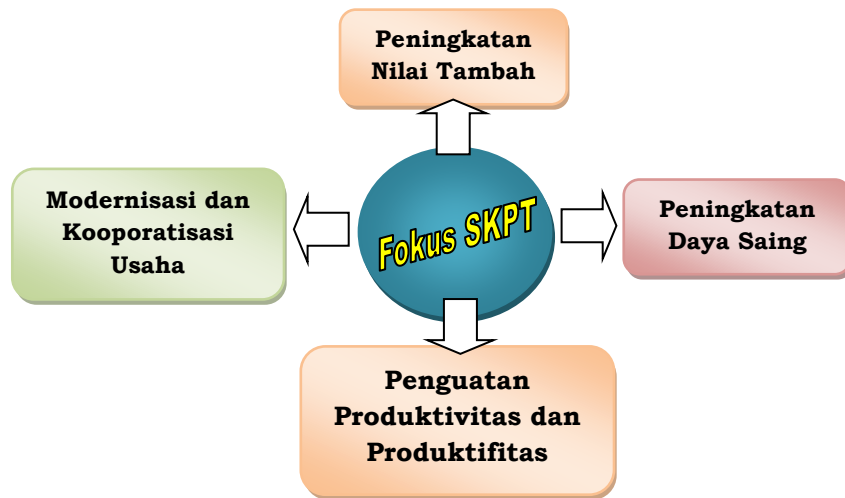 Peningkatan
Nilai Tambah
Modernisasi dan
Kooporatisasi
Usaha
Fokus SKPT
Peningkatan
Daya Saing
Penguatan
Produktivitas dan
Produktifitas